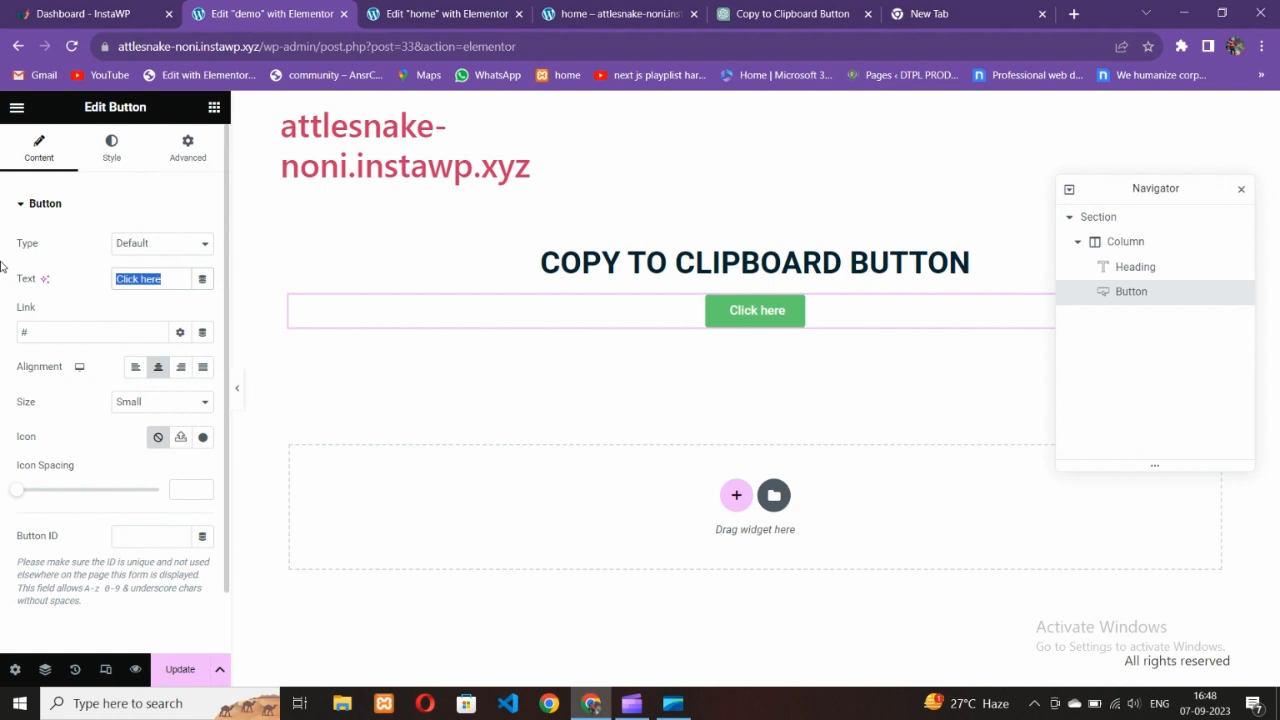 Dashboard - InstaWP
Edit "demo" with Elementor
Edit "home" with Elementor
home – attlesnake-noni.inst
Copy to Clipboard Button
New Tab
attlesnake-noni.instawp.xyz/wp-admin/post.php?post=33&action=elementor
Gmail
YouTube
Edit with Elementor...
community – AnsrC...
Maps
WhatsApp
home
next js playlist har...
Home | Microsoft 3...
Pages ‹ DTPL PROD...
Professional web d...
We humanize corp...
»
Edit Button
Content
Style
Advanced
Button
Type
Default
Text
Click here
Link
#
Alignment
Size
Small
Icon
Icon Spacing
Button ID
Please make sure the ID is unique and not used
elsewhere on the page this form is displayed.
This field allows A-z 0-9 & underscore chars
without spaces.
Update
attlesnake-
noni.instawp.xyz
COPY TO CLIPBOARD BUTTON
Click here
Drag widget here
Navigator
Section
Column
Heading
Button
Activate Windows
Go to Settings to activate Windows.
All rights reserved
Type here to search
27°C Haze
ENG
16:48
07-09-2023
7